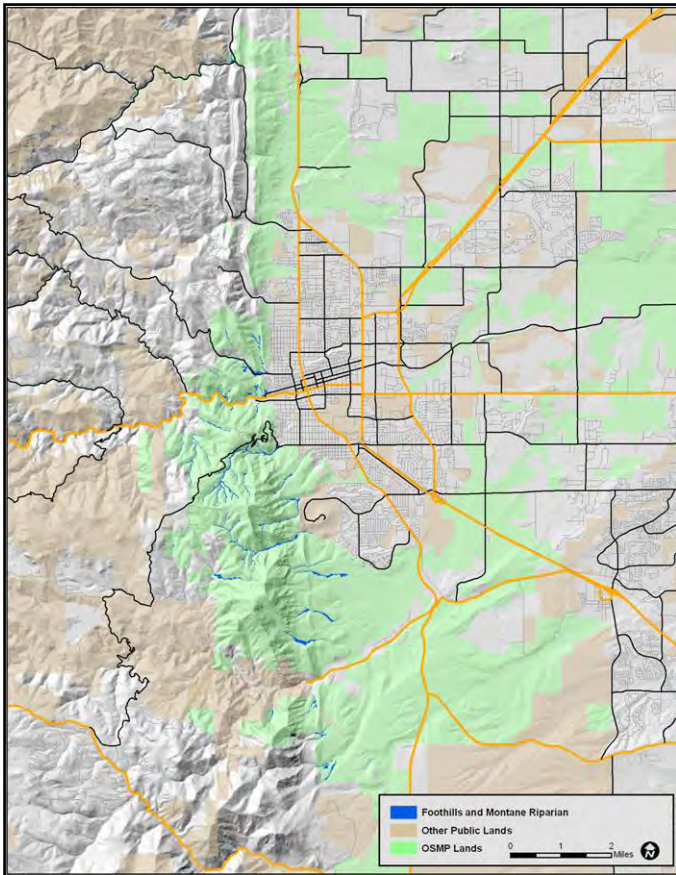 Foothills and Montane Riparian
Other Public Lands
OSMP Lands
0 1 2
Miles
N